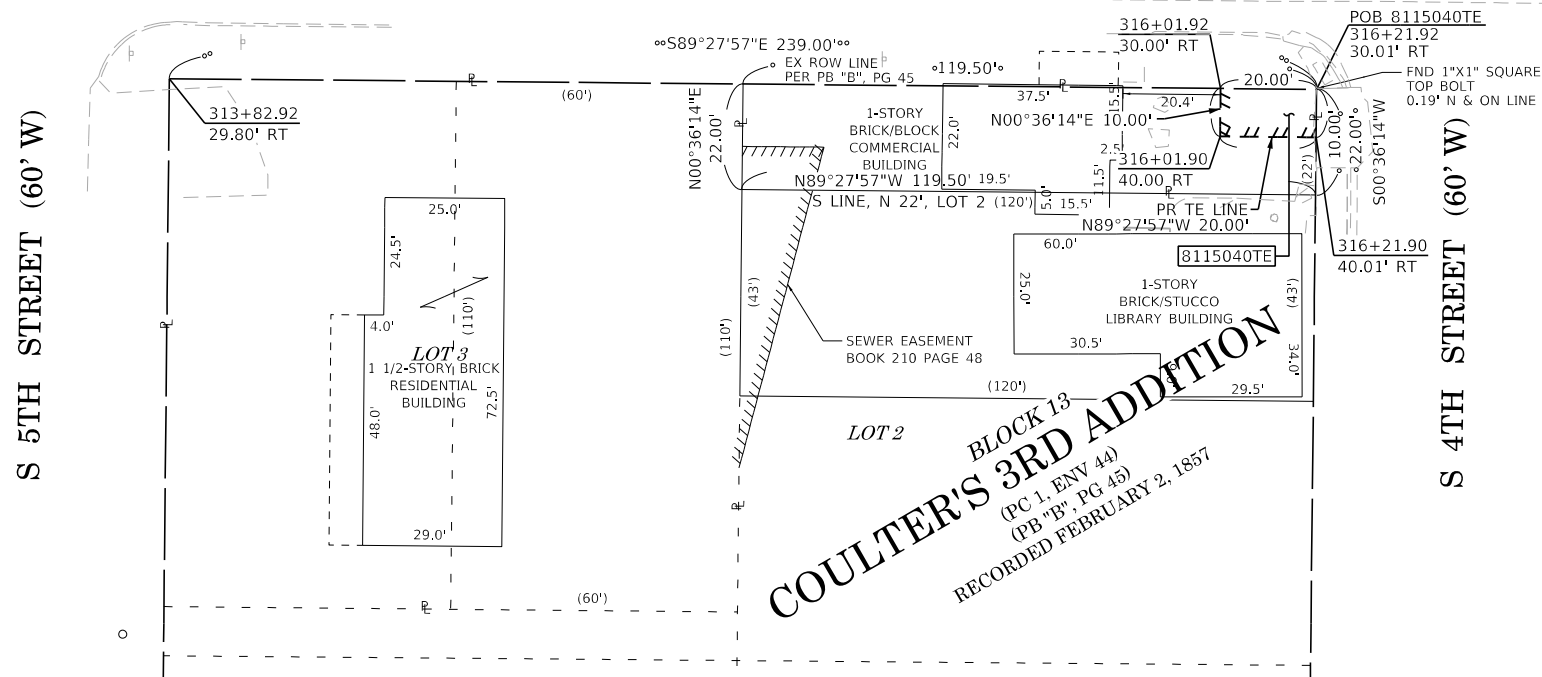 316+01.92
30.00' RT
POB 8115040TE
316+21.92
30.01' RT
FND 1"X1" SQUARE
TOP BOLT
0.19' N & ON LINE
°°S89°27'57"E 239.00'°°
EX ROW LINE
PER PB "B", PG 45
°119.50'°
20.00'
(60')
37.5'
15.5'
20.4'
313+82.92
29.80' RT
N00°36'14"E
22.00'
1-STORY
BRICK/BLOCK
COMMERCIAL
BUILDING
22.0'
N00°36'14"E 10.00'
10.00'
°22.00'°
S00°36'14"W
2.5'
316+01.90
40.00 RT
11.5'
(22')
N89°27'57"W 119.50'
19.5'
S LINE, N 22', LOT 2 (120')
5.0'
15.5'
PR TE LINE
N89°27'57"W 20.00'
316+21.90
40.01' RT
8115040TE
S 5TH STREET (60' W)
S 4TH STREET (60' W)
25.0'
24.5'
(110')
4.0'
LOT 3
1 1/2-STORY BRICK
RESIDENTIAL
BUILDING
48.0'
72.5'
29.0'
(60')
(43')
(110')
SEWER EASEMENT
BOOK 210 PAGE 48
60.0'
25.0'
1-STORY
BRICK/STUCCO
LIBRARY BUILDING
(43')
30.5'
34.0'
9.0'
29.5'
(120')
LOT 2
BLOCK 13
COULTER'S 3RD ADDITION
(PC 1, ENV 44)
(PB "B", PG 45)
RECORDED FEBRUARY 2, 1857